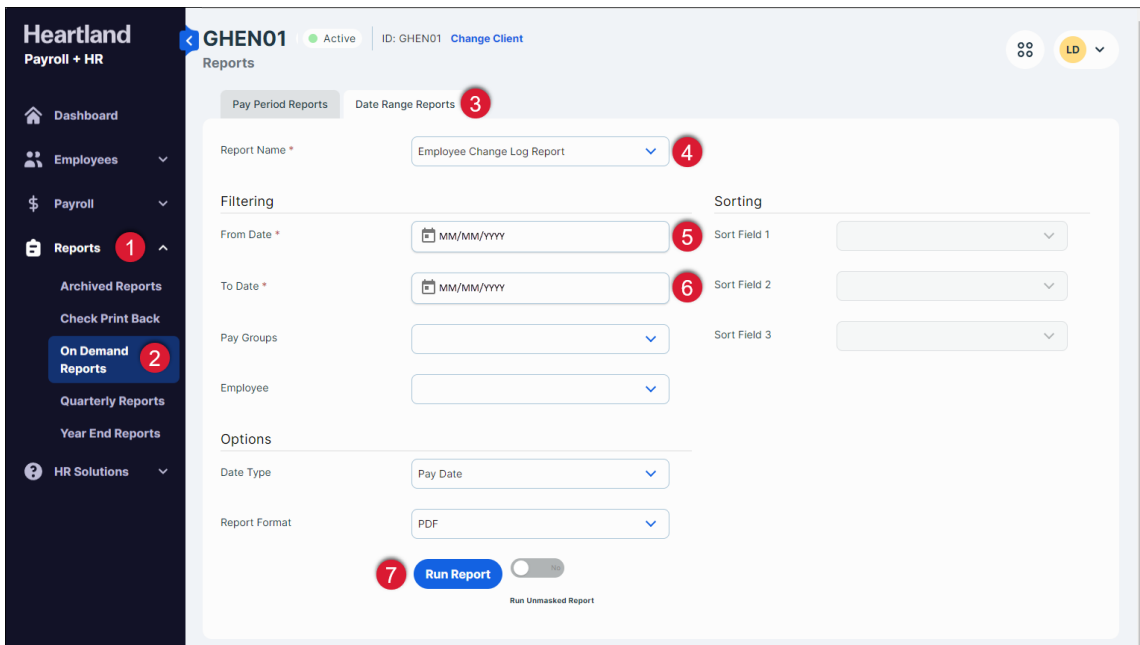 Heartland
Payroll + HR
Dashboard
Employees
Payroll
Reports 1
Archived Reports
Check Print Back
On Demand
Reports
2
Quarterly Reports
Year End Reports
HR Solutions
GHEN01 Active ID: GHEN01 Change Client
Reports
LD
Pay Period Reports Date Range Reports 3
Report Name * Employee Change Log Report 4
Filtering Sorting
From Date * MM/MM/YYYY 5 Sort Field 1
To Date * MM/MM/YYYY 6 Sort Field 2
Pay Groups Sort Field 3
Employee
Options
Date Type Pay Date
Report Format PDF
7 Run Report No
Run Unmasked Report